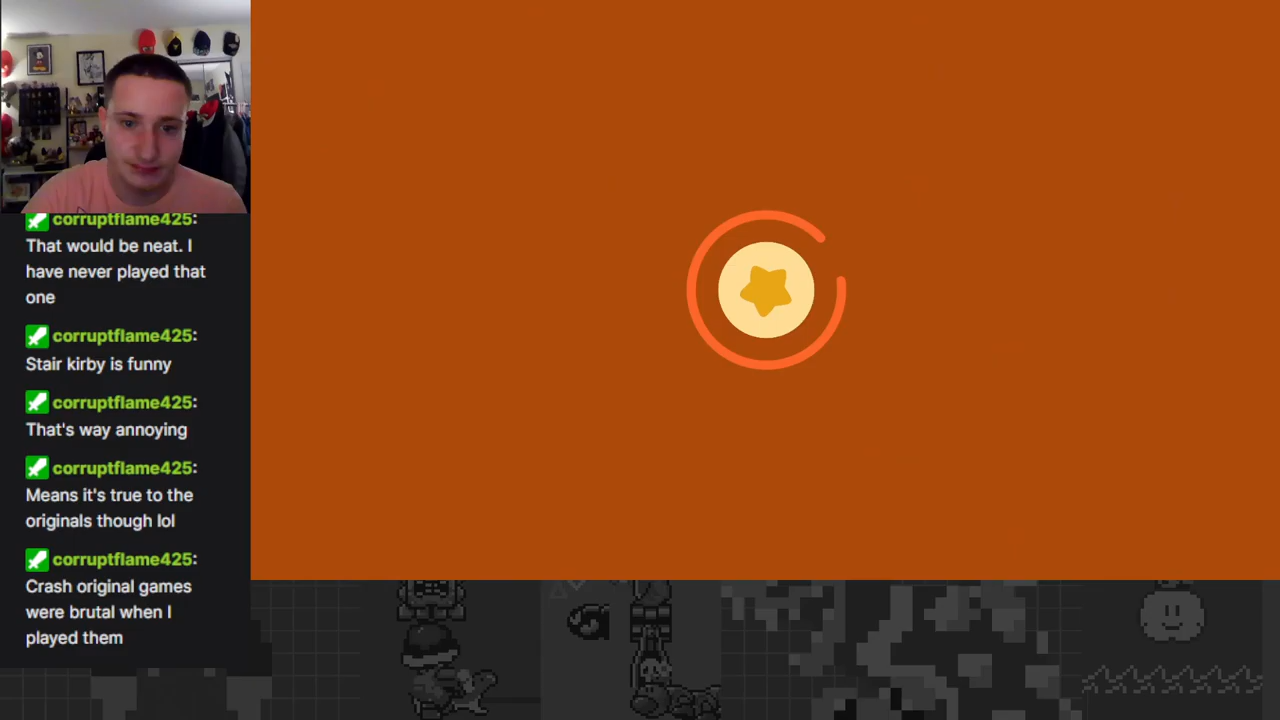 corruptflame425:
That would be neat. I
have never played that
one
corruptflame425:
Stair kirby is funny
corruptflame425:
That's way annoying
corruptflame425:
Means it's true to the
originals though lol
corruptflame425:
Crash original games
were brutal when I
played them